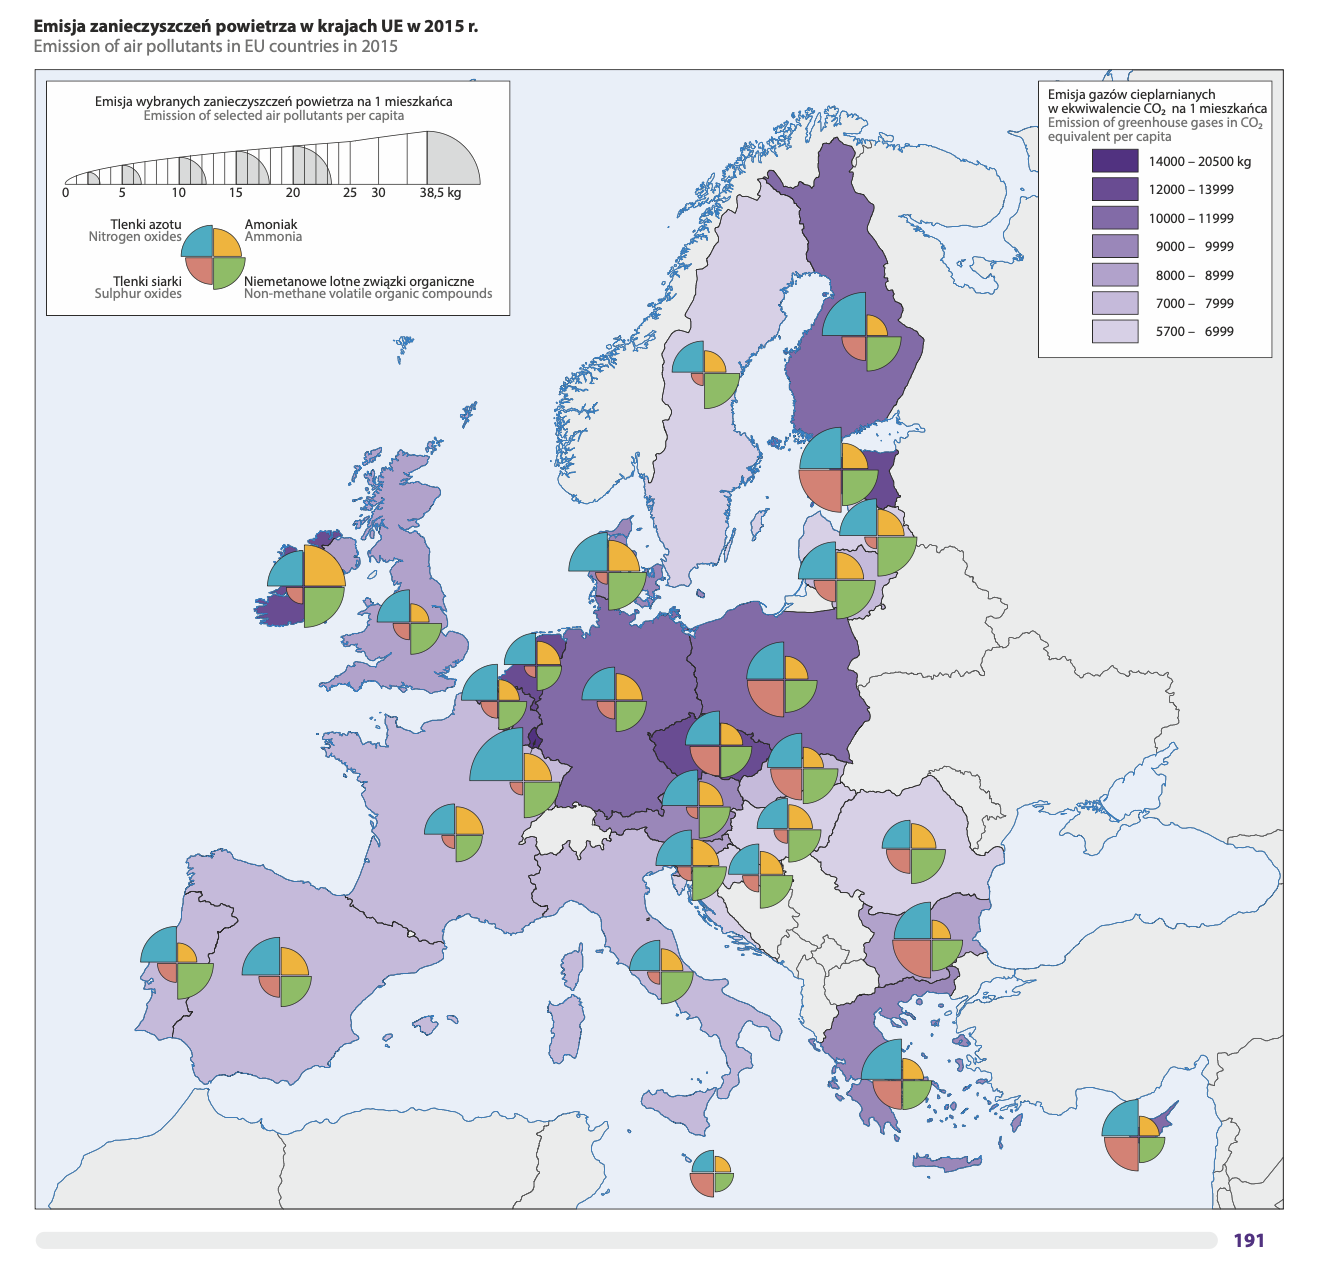 Emisja zanieczyszczeń powietrza w krajach UE w 2015 r.
Emission of air pollutants in EU countries in 2015
Emisja wybranych zanieczyszczeń powietrza na 1 mieszkańca
Emission of selected air pollutants per capita
0 5 10 15 20 25 30 38,5 kg
Tlenki azotu
Nitrogen oxides
Amoniak
Ammonia
Tlenki siarki
Sulphur oxides
Niemetanowe lotne związki organiczne
Non-methane volatile organic compounds
Emisja gazów cieplarnianych
w ekwiwalencie CO₂ na 1 mieszkańca
Emission of greenhouse gases in CO₂
equivalent per capita
14000 – 20500 kg
12000 – 13999
10000 – 11999
9000 – 9999
8000 – 8999
7000 – 7999
5700 – 6999
191